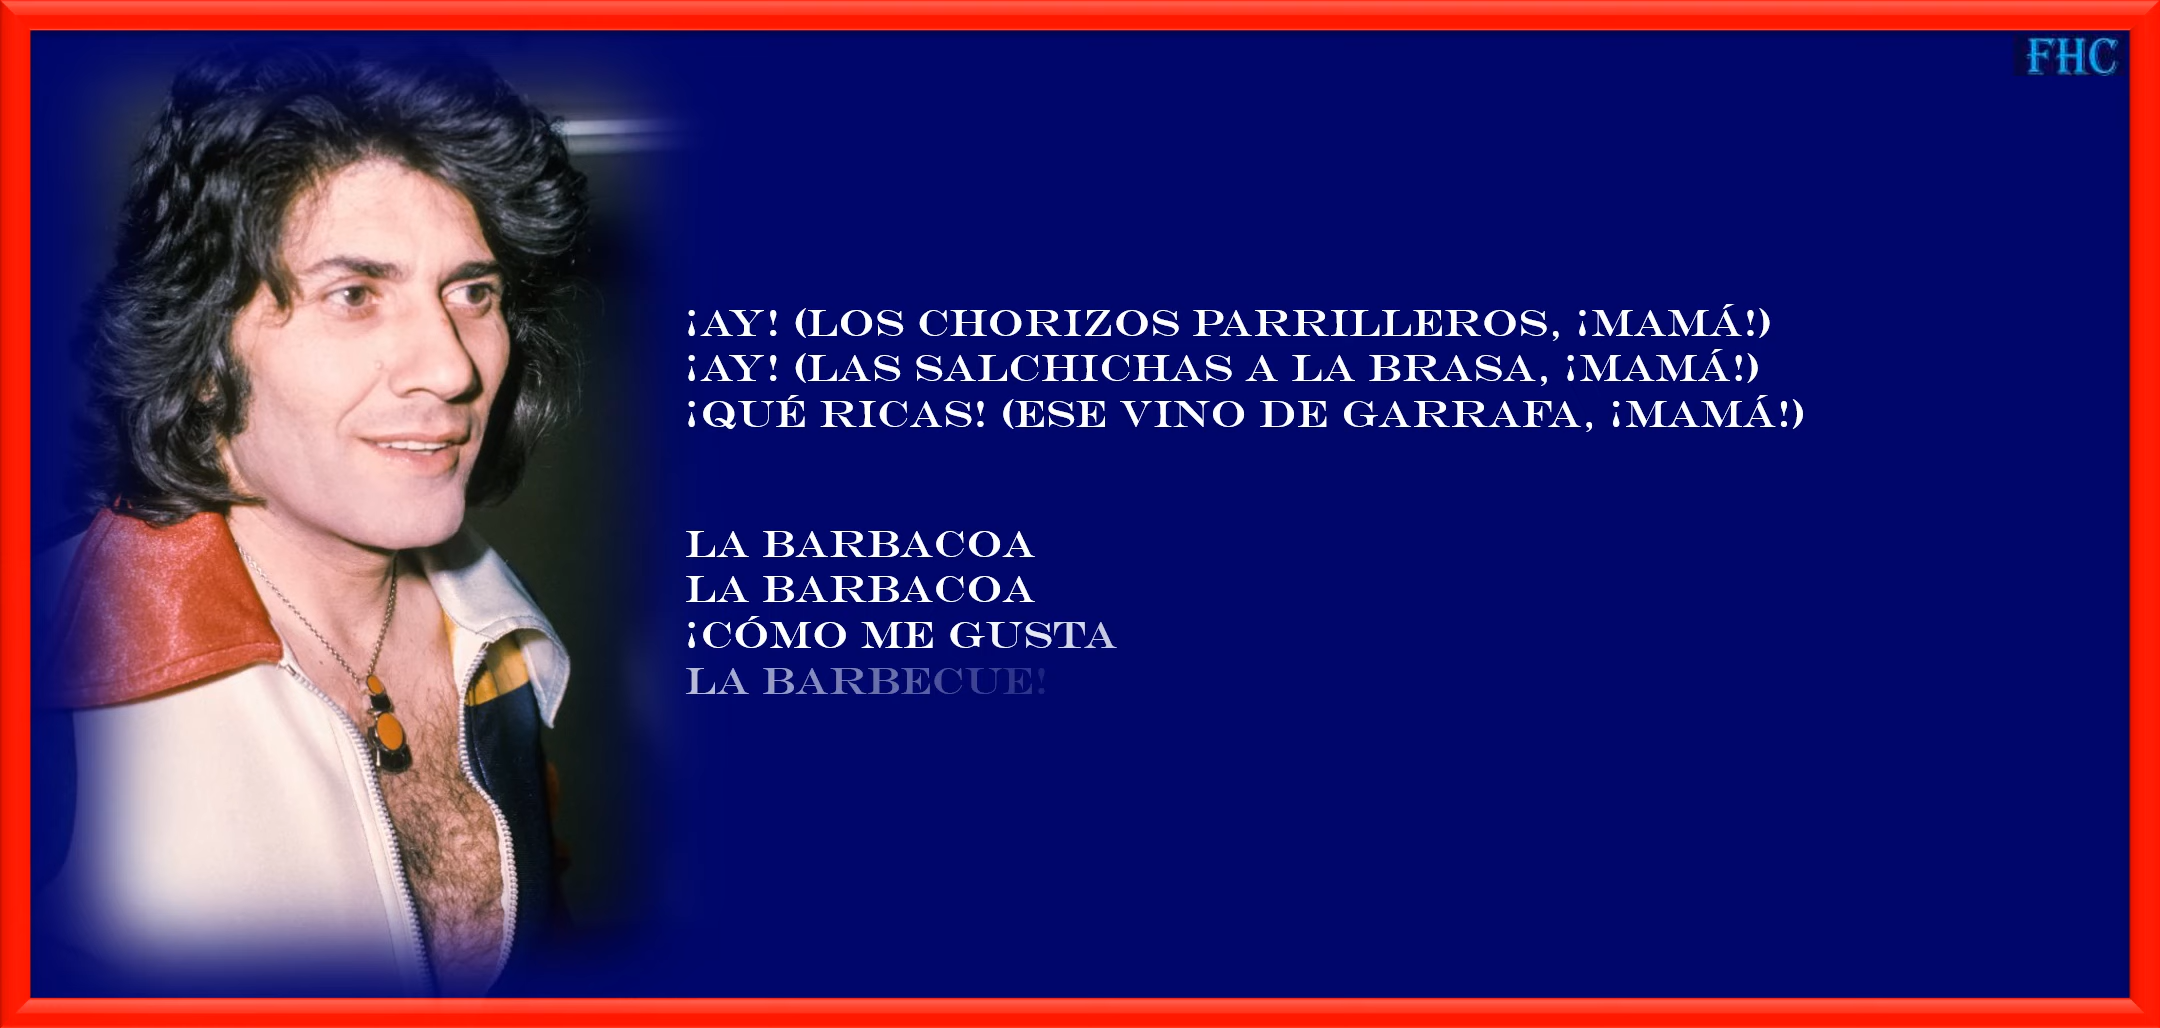 FHC
¡AY! (LOS CHORIZOS PARRILLEROS, ¡MAMÁ!)
¡AY! (LAS SALCHICHAS A LA BRASA, ¡MAMÁ!)
¡QUÉ RICAS! (ESE VINO DE GARRAFA, ¡MAMÁ!)
LA BARBACOA
LA BARBACOA
¡CÓMO ME GUSTA
LA BARBECUE!